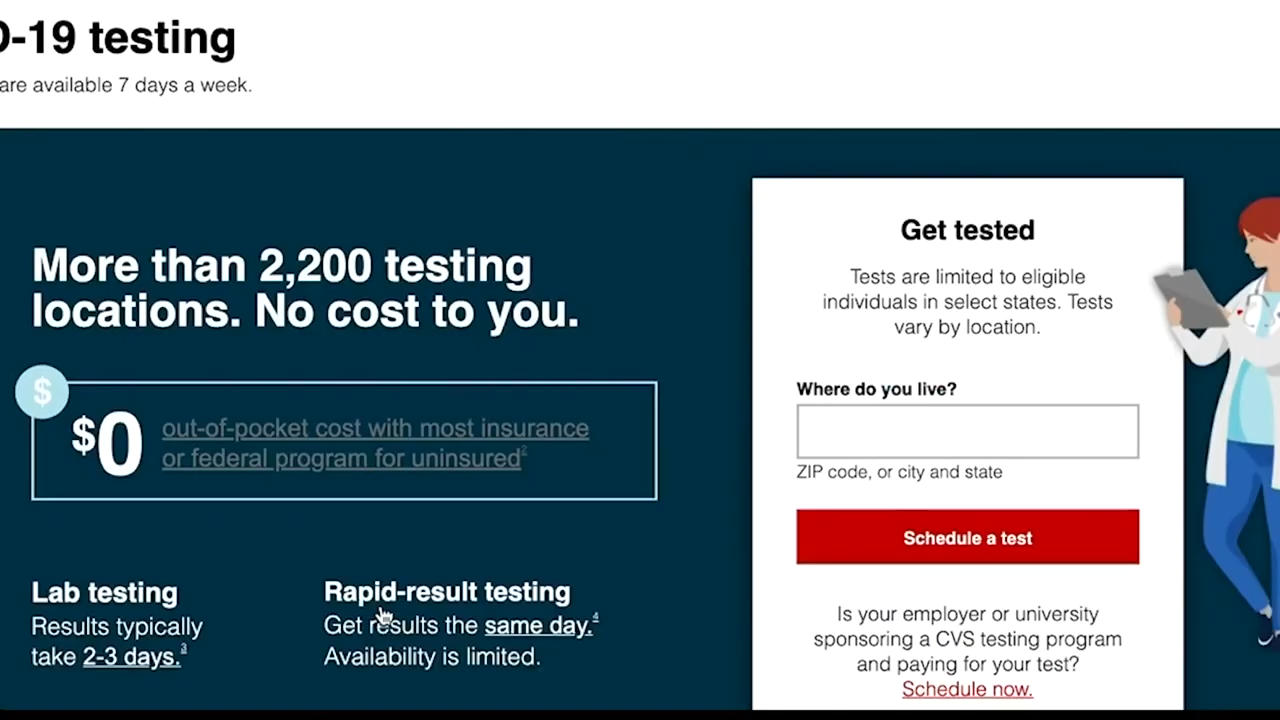 D-19 testing
are available 7 days a week.
More than 2,200 testing
locations. No cost to you.
$
$0
out-of-pocket cost with most insurance
or federal program for uninsured2
Lab testing
Results typically
take 2-3 days.3
Rapid-result testing
Get results the same day.4
Availability is limited.
Get tested
Tests are limited to eligible
individuals in select states. Tests
vary by location.
Where do you live?
ZIP code, or city and state
Schedule a test
Is your employer or university
sponsoring a CVS testing program
and paying for your test?
Schedule now.